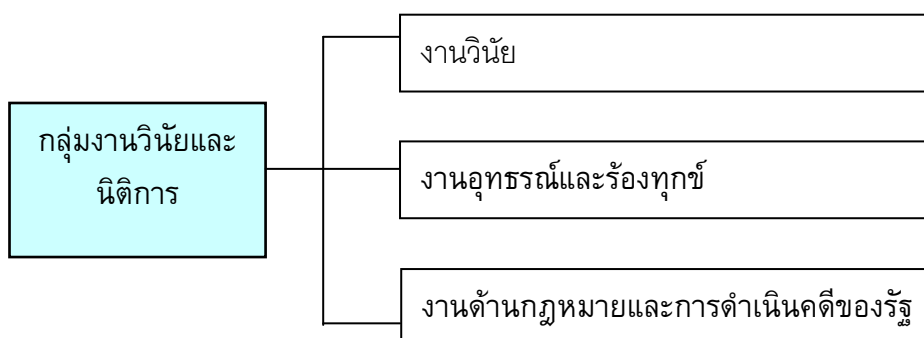 กลุ่มงานวินัยและ
นิติการ
งานวินัย
งานอุทธรณ์และร้องทุกข์
งานด้านกฎหมายและการดำเนินคดีของรัฐ